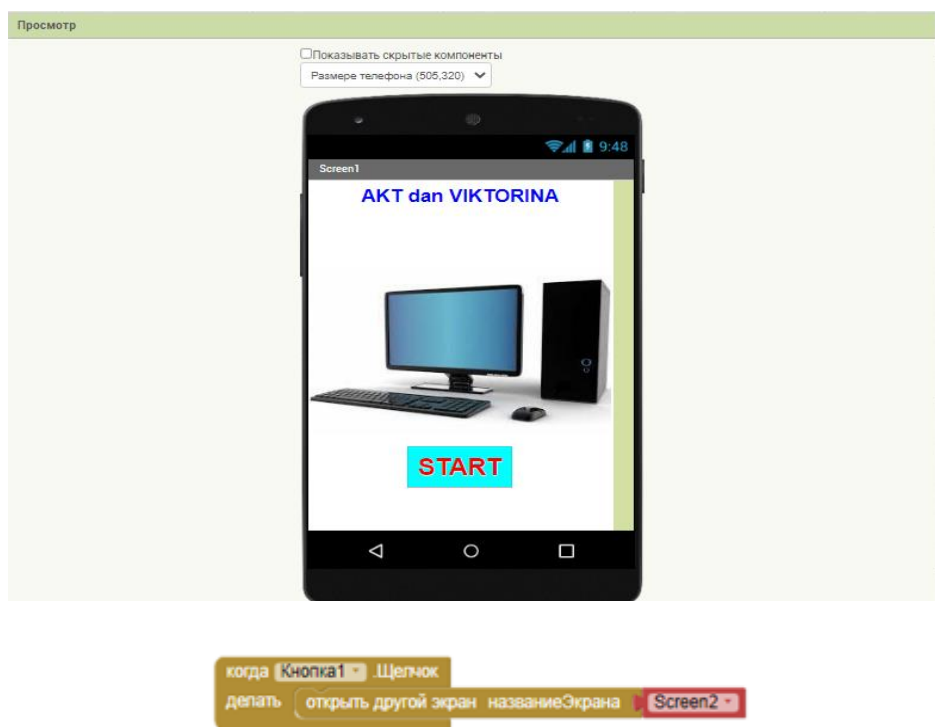 Просмотр
Показывать скрытые компоненты
Размере телефона (505,320)
9:48
Screen1
AKT dan VIKTORINA
START
когда Кнопка1 .Щелчок
делать открыть другой экран названиеЭкрана Screen2